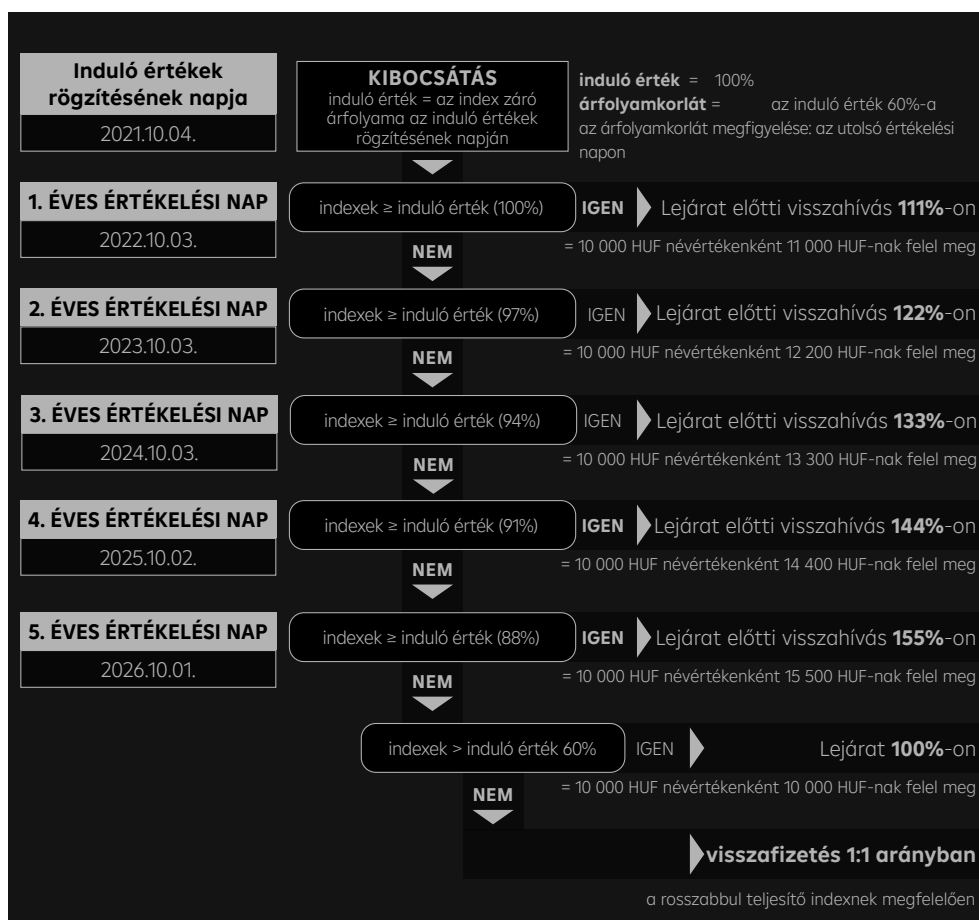 Induló értékek
rögzítésének napja
2021.10.04.
KIBOCSÁTÁS
induló érték = az index záró
árfolyama az induló értékek
rögzítésének napján
induló érték = 100%
árfolyamkorlát = az induló érték 60%-a
az árfolyamkorlát megfigyelése: az utolsó értékelési
napon
1. ÉVES ÉRTÉKELÉSI NAP
2022.10.03.
indexek ≥ induló érték (100%)
IGEN
Lejárat előtti visszahívás 111%-on
= 10 000 HUF névértékenként 11 000 HUF-nak felel meg
NEM
2. ÉVES ÉRTÉKELÉSI NAP
2023.10.03.
indexek ≥ induló érték (97%)
IGEN
Lejárat előtti visszahívás 122%-on
= 10 000 HUF névértékenként 12 200 HUF-nak felel meg
NEM
3. ÉVES ÉRTÉKELÉSI NAP
2024.10.03.
indexek ≥ induló érték (94%)
IGEN
Lejárat előtti visszahívás 133%-on
= 10 000 HUF névértékenként 13 300 HUF-nak felel meg
NEM
4. ÉVES ÉRTÉKELÉSI NAP
2025.10.02.
indexek ≥ induló érték (91%)
IGEN
Lejárat előtti visszahívás 144%-on
= 10 000 HUF névértékenként 14 400 HUF-nak felel meg
NEM
5. ÉVES ÉRTÉKELÉSI NAP
2026.10.01.
indexek ≥ induló érték (88%)
IGEN
Lejárat előtti visszahívás 155%-on
= 10 000 HUF névértékenként 15 500 HUF-nak felel meg
NEM
indexek > induló érték 60%
IGEN
Lejárat 100%-on
= 10 000 HUF névértékenként 10 000 HUF-nak felel meg
NEM
visszafizetés 1:1 arányban
a rosszabbul teljesítő indexnek megfelelően